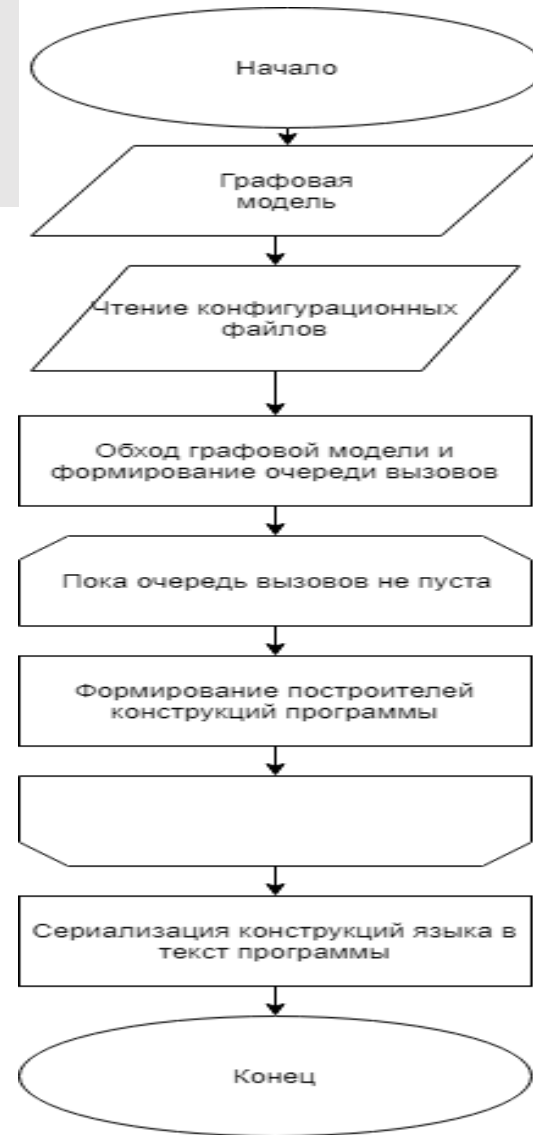 Начало
Графовая
модель
Чтение конфигурационных
файлов
Обход графовой модели и
формирование очереди вызовов
Пока очередь вызовов не пуста
Формирование построителей
конструкций программы
Сериализация конструкций языка в
текст программы
Конец